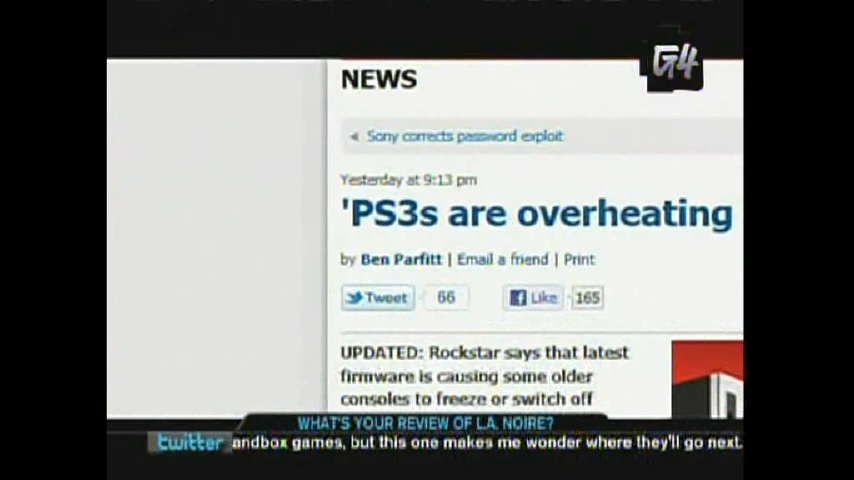 G4
NEWS
◄ Sony corrects password exploit
Yesterday at 9:13 pm
'PS3s are overheating
by Ben Parfitt | Email a friend | Print
Tweet 66 Like 165
UPDATED: Rockstar says that latest
firmware is causing some older
consoles to freeze or switch off
WHAT'S YOUR REVIEW OF L.A. NOIRE?
twitter andbox games, but this one makes me wonder where they'll go next.